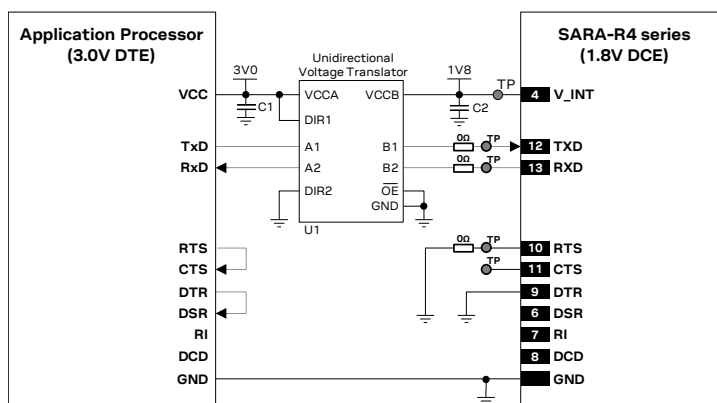 Application Processor
(3.0V DTE)
SARA-R4 series
(1.8V DCE)
Unidirectional
Voltage Translator
3V0
1V8
TP
VCC
C1
VCCA
VCCB
C2
4
V_INT
DIR1
0Ω
TP
TxD
A1
B1
12
TXD
0Ω
TP
RxD
A2
B2
13
RXD
DIR2
OE
GND
U1
0Ω
TP
RTS
10
RTS
TP
CTS
11
CTS
DTR
9
DTR
DSR
6
DSR
RI
7
RI
DCD
8
DCD
GND
GND